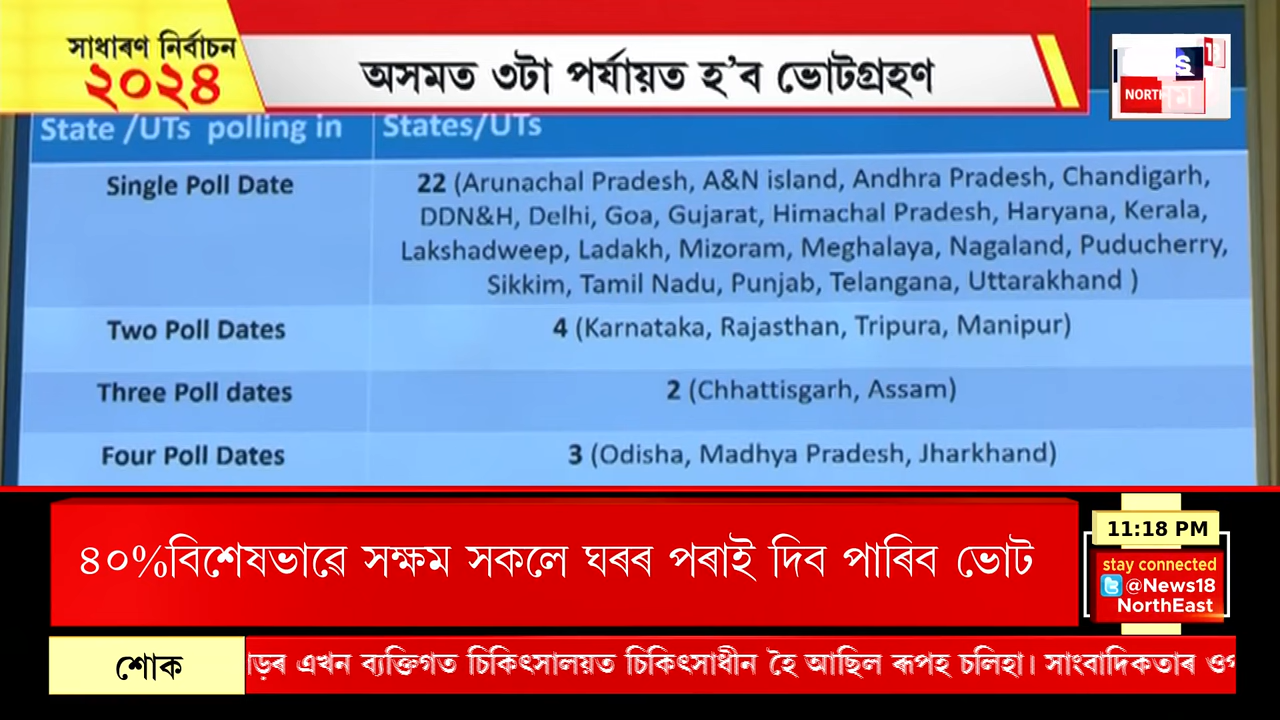 সাধাৰণ নিৰ্বাচন
২০২৪
অসমত ৩টা পৰ্যায়ত হ’ব ভোটগ্ৰহণ
NORTH
State /UTs polling in
States/UTs
Single Poll Date
22 (Arunachal Pradesh, A&N island, Andhra Pradesh, Chandigarh,
DDN&H, Delhi, Goa, Gujarat, Himachal Pradesh, Haryana, Kerala,
Lakshadweep, Ladakh, Mizoram, Meghalaya, Nagaland, Puducherry,
Sikkim, Tamil Nadu, Punjab, Telangana, Uttarakhand )
Two Poll Dates
4 (Karnataka, Rajasthan, Tripura, Manipur)
Three Poll dates
2 (Chhattisgarh, Assam)
Four Poll Dates
3 (Odisha, Madhya Pradesh, Jharkhand)
৪০%বিশেষভাৱে সক্ষম সকলে ঘৰৰ পৰাই দিব পাৰিব ভোট
11:18 PM
stay connected
@News18
NorthEast
শোক
এখন ব্যক্তিগত চিকিৎসালয়ত চিকিৎসাধীন হৈ আছিল ৰূপহ চলিহা। সাংবাদিকতাৰ